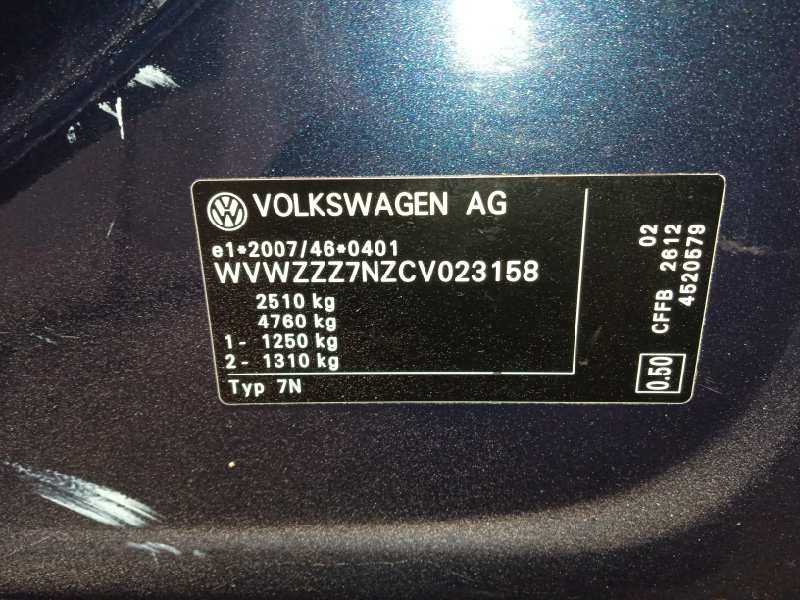 VOLKSWAGEN AG
e1*2007/46*0401
WVWZZZ7NZCV023158
2510 kg
4760 kg
1- 1250 kg
2- 1310 kg
Typ 7N
02
CFFB 2612
4520579
0.50